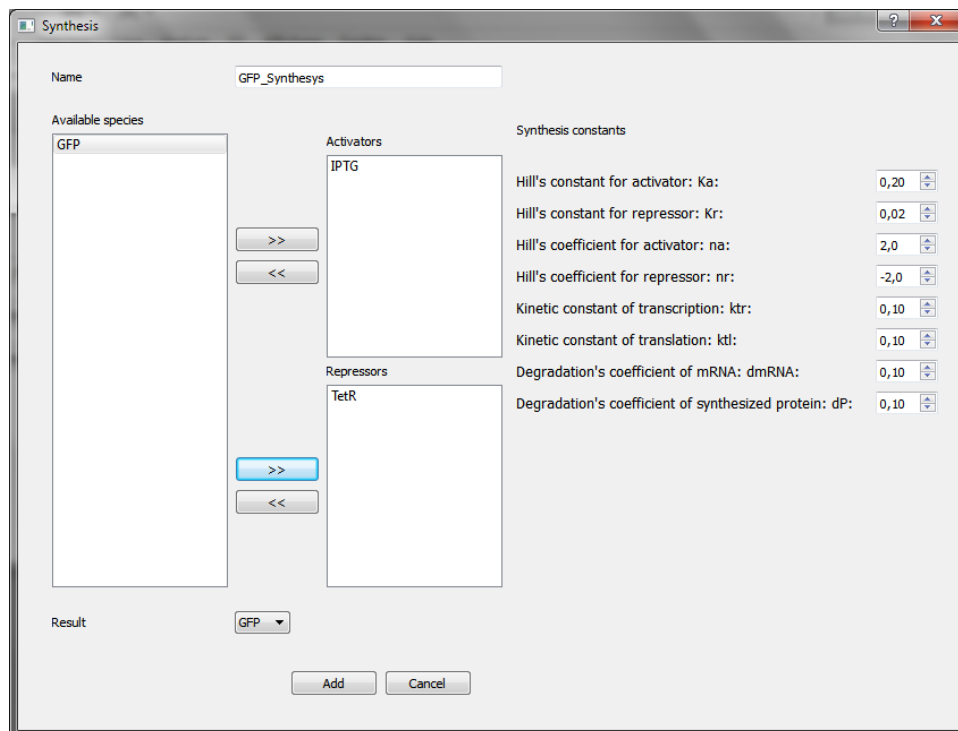 Synthesis
?
Name
GFP_Synthesys
Available species
GFP
>>
<<
Activators
IPTG
Repressors
TetR
>>
<<
Synthesis constants
Hill's constant for activator: Ka: 0,20
Hill's constant for repressor: Kr: 0,02
Hill's coefficient for activator: na: 2,0
Hill's coefficient for repressor: nr: -2,0
Kinetic constant of transcription: ktr: 0,10
Kinetic constant of translation: ktl: 0,10
Degradation's coefficient of mRNA: dmRNA: 0,10
Degradation's coefficient of synthesized protein: dP: 0,10
Result
GFP
Add
Cancel